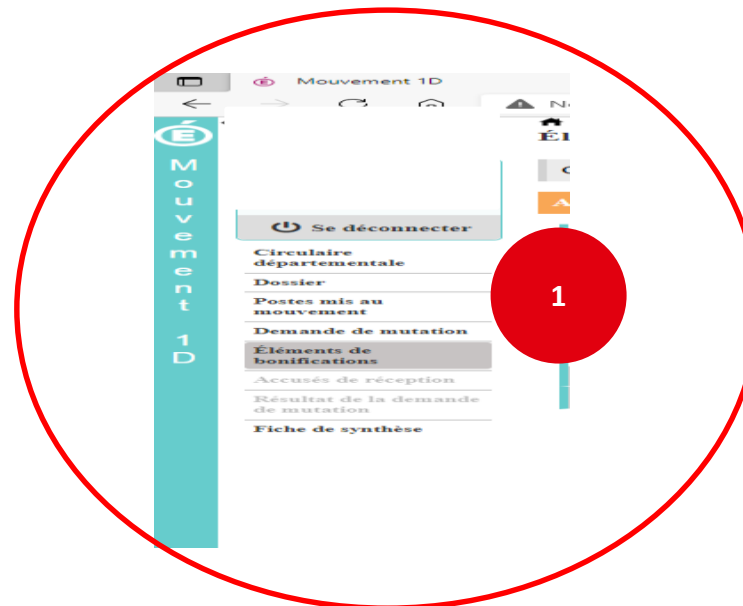 Mouvement 1D
É
Mouvement 1D
Se déconnecter
Circulaire
départementale
Dossier
Postes mis au
mouvement
Demande de mutation
Éléments de
bonifications
Accusés de réception
Résultat de la demande
de mutation
Fiche de synthèse
1